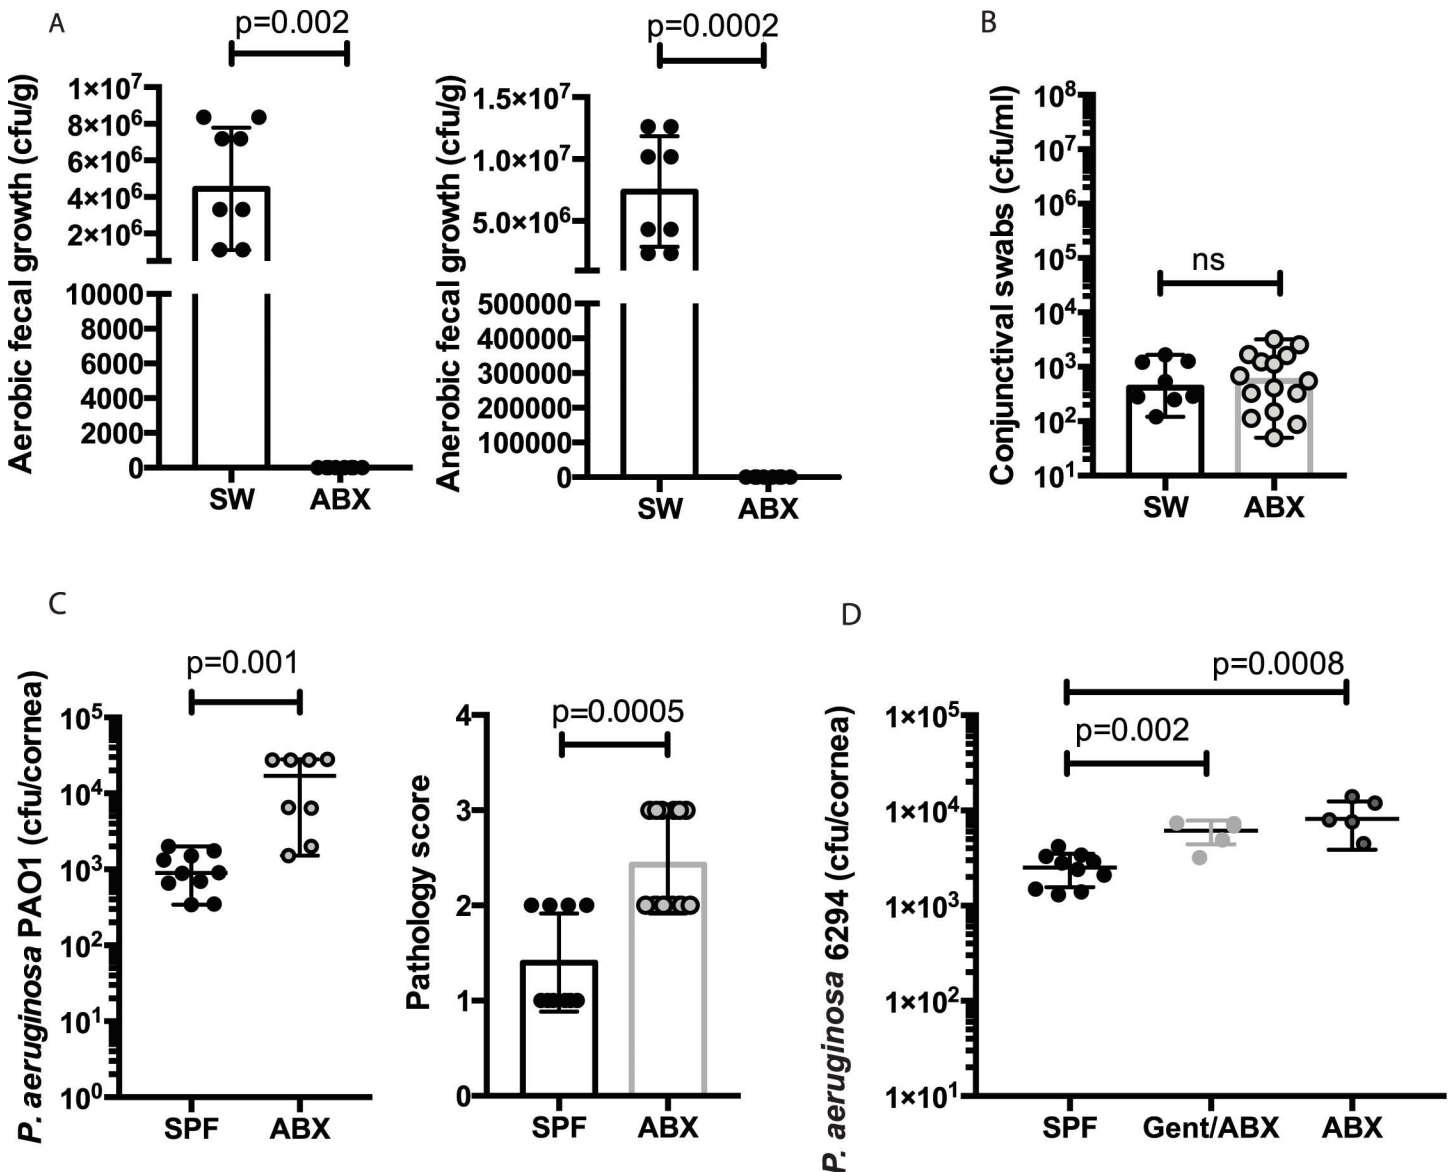 A
p=0.002
Aerobic fecal growth (cfu/g)
1×10⁷
8×10⁶
6×10⁶
4×10⁶
2×10⁶
10000
8000
6000
4000
2000
0
SW
ABX
p=0.0002
Anerobic fecal growth (cfu/g)
1.5×10⁷
1.0×10⁷
5.0×10⁶
500000
400000
300000
200000
100000
0
SW
ABX
B
Conjunctival swabs (cfu/ml)
10⁸
10⁷
10⁶
10⁵
10⁴
10³
10²
10¹
ns
SW
ABX
C
p=0.001
P. aeruginosa PAO1 (cfu/cornea)
10⁵
10⁴
10³
10²
10¹
10⁰
SPF
ABX
p=0.0005
Pathology score
4
3
2
1
0
SPF
ABX
D
p=0.0008
p=0.002
P. aeruginosa 6294 (cfu/cornea)
1×10⁵
1×10⁴
1×10³
1×10²
1×10¹
SPF
Gent/ABX
ABX